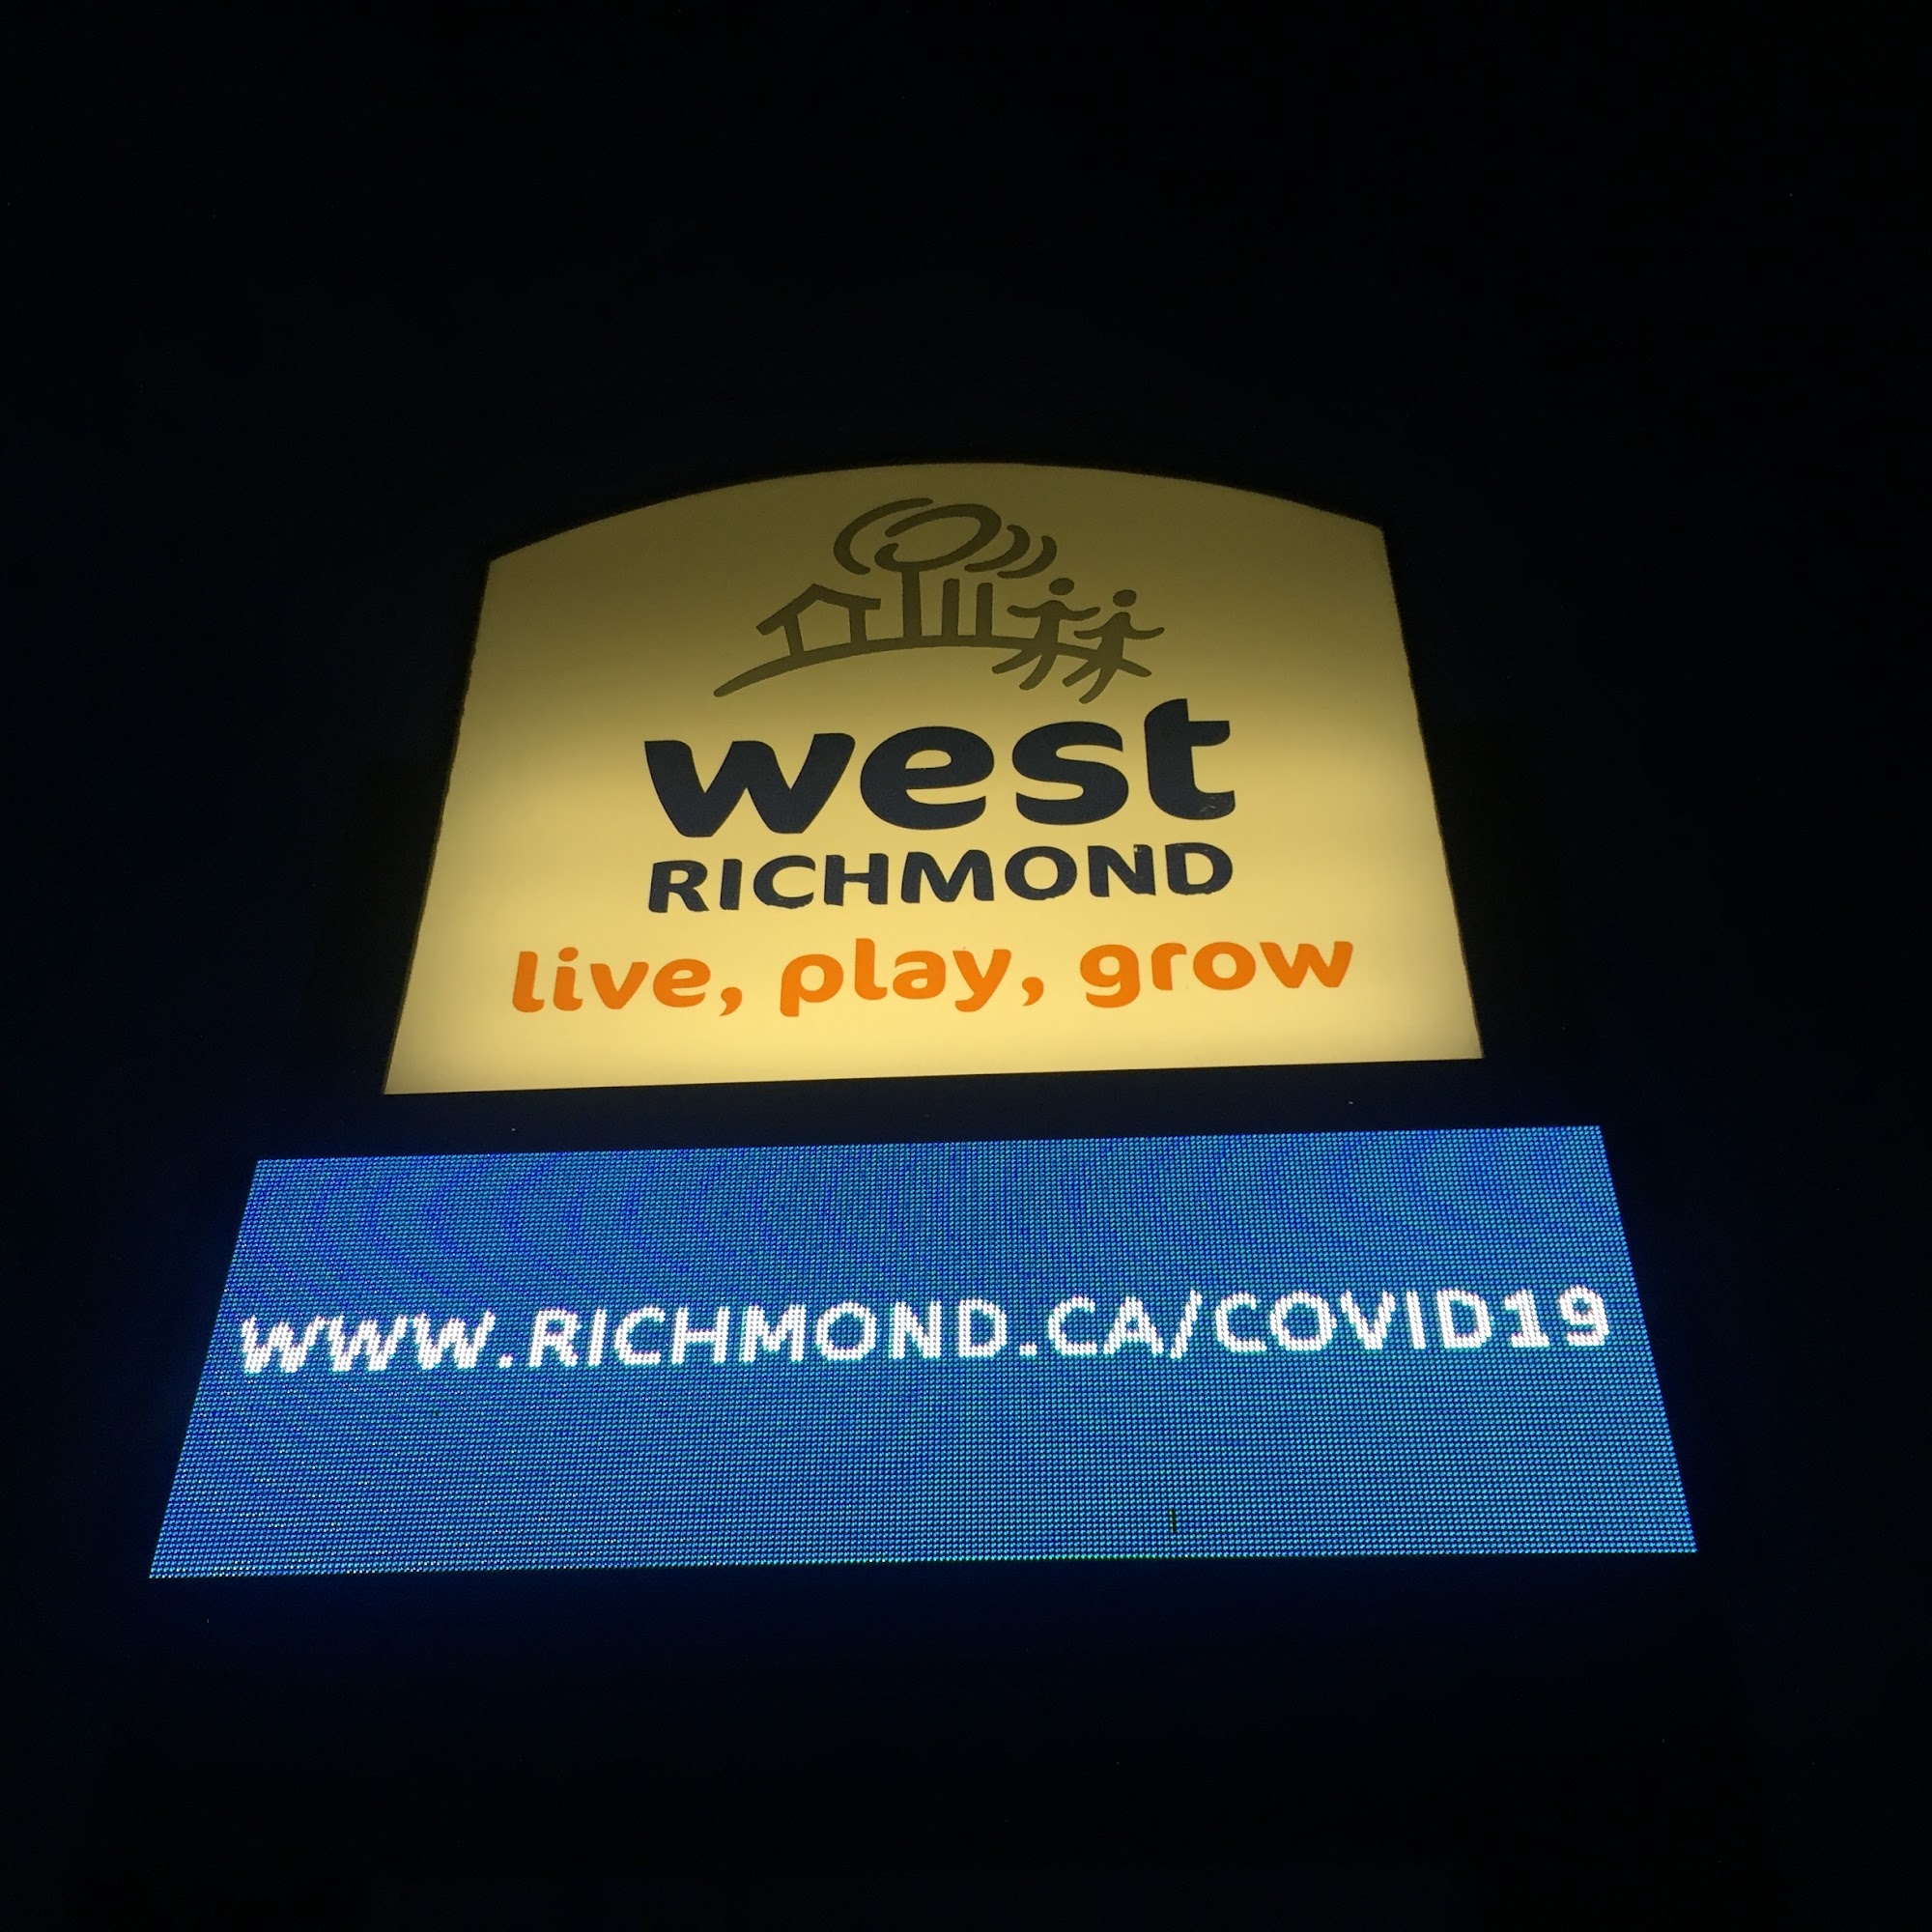 west
RICHMOND
live, play, grow
WWW.RICHMOND.CA/COVID19